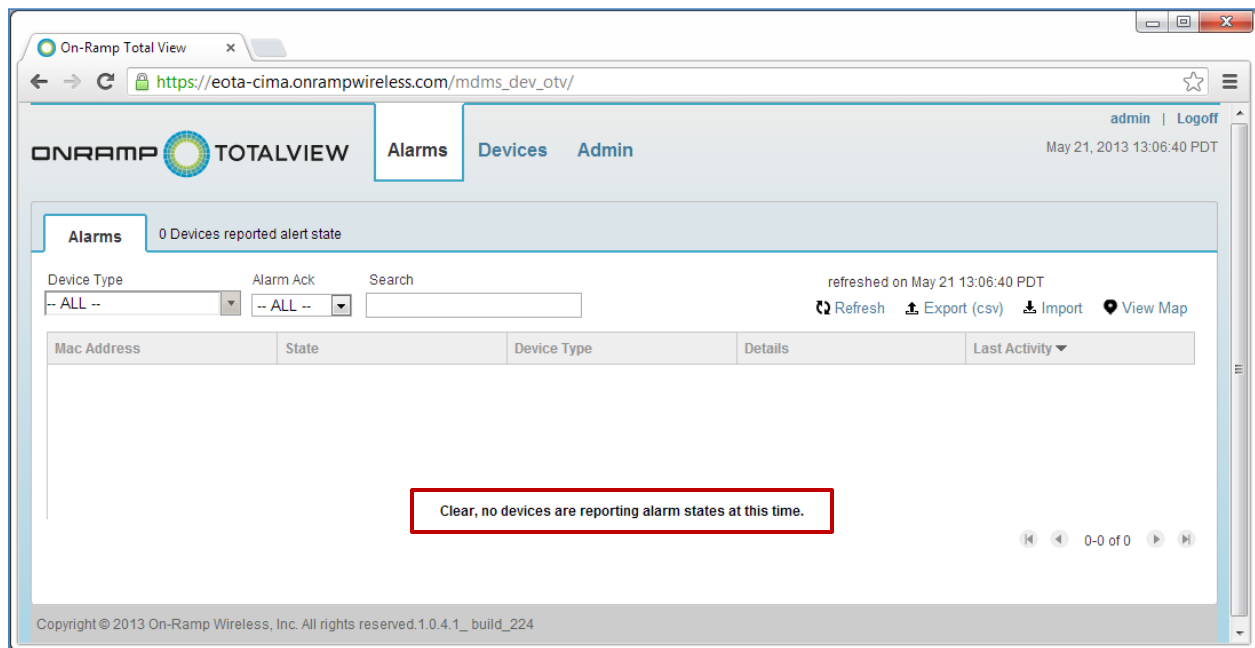 On-Ramp Total View
https://eota-cima.onrampwireless.com/mdms_dev_otv/
admin | Logoff
ONRAMP TOTALVIEW Alarms Devices Admin May 21, 2013 13:06:40 PDT
Alarms 0 Devices reported alert state
Device Type Alarm Ack Search refreshed on May 21 13:06:40 PDT
-- ALL -- -- ALL -- Refresh Export (csv) Import View Map
Mac Address State Device Type Details Last Activity
Clear, no devices are reporting alarm states at this time.
0-0 of 0
Copyright © 2013 On-Ramp Wireless, Inc. All rights reserved.1.0.4.1_ build_224